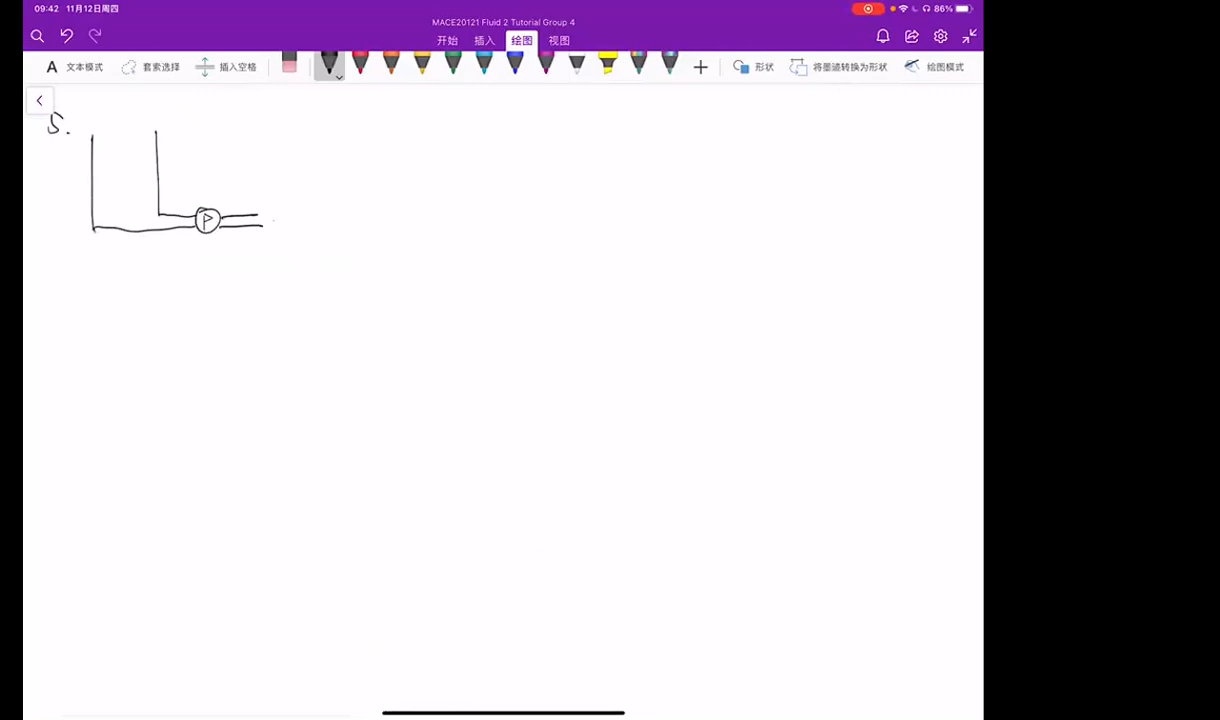 09:42 11月12日周四
86%
MACE20121 Fluid 2 Tutorial Group 4
开始 插入 绘图 视图
A 文本模式 套索选择 插入空格 形状 将墨迹转换为形状 绘图模式
5.
P